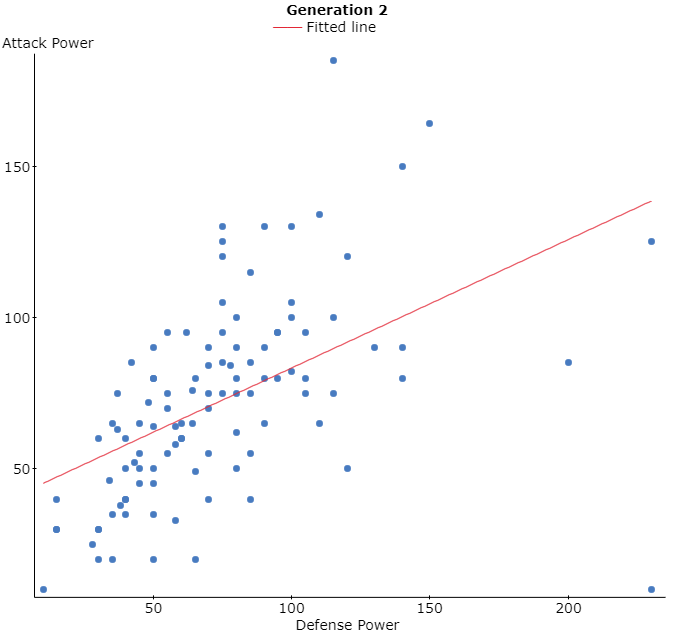 Generation 2
Fitted line
Attack Power
150
100
50
50 100 150 200
Defense Power